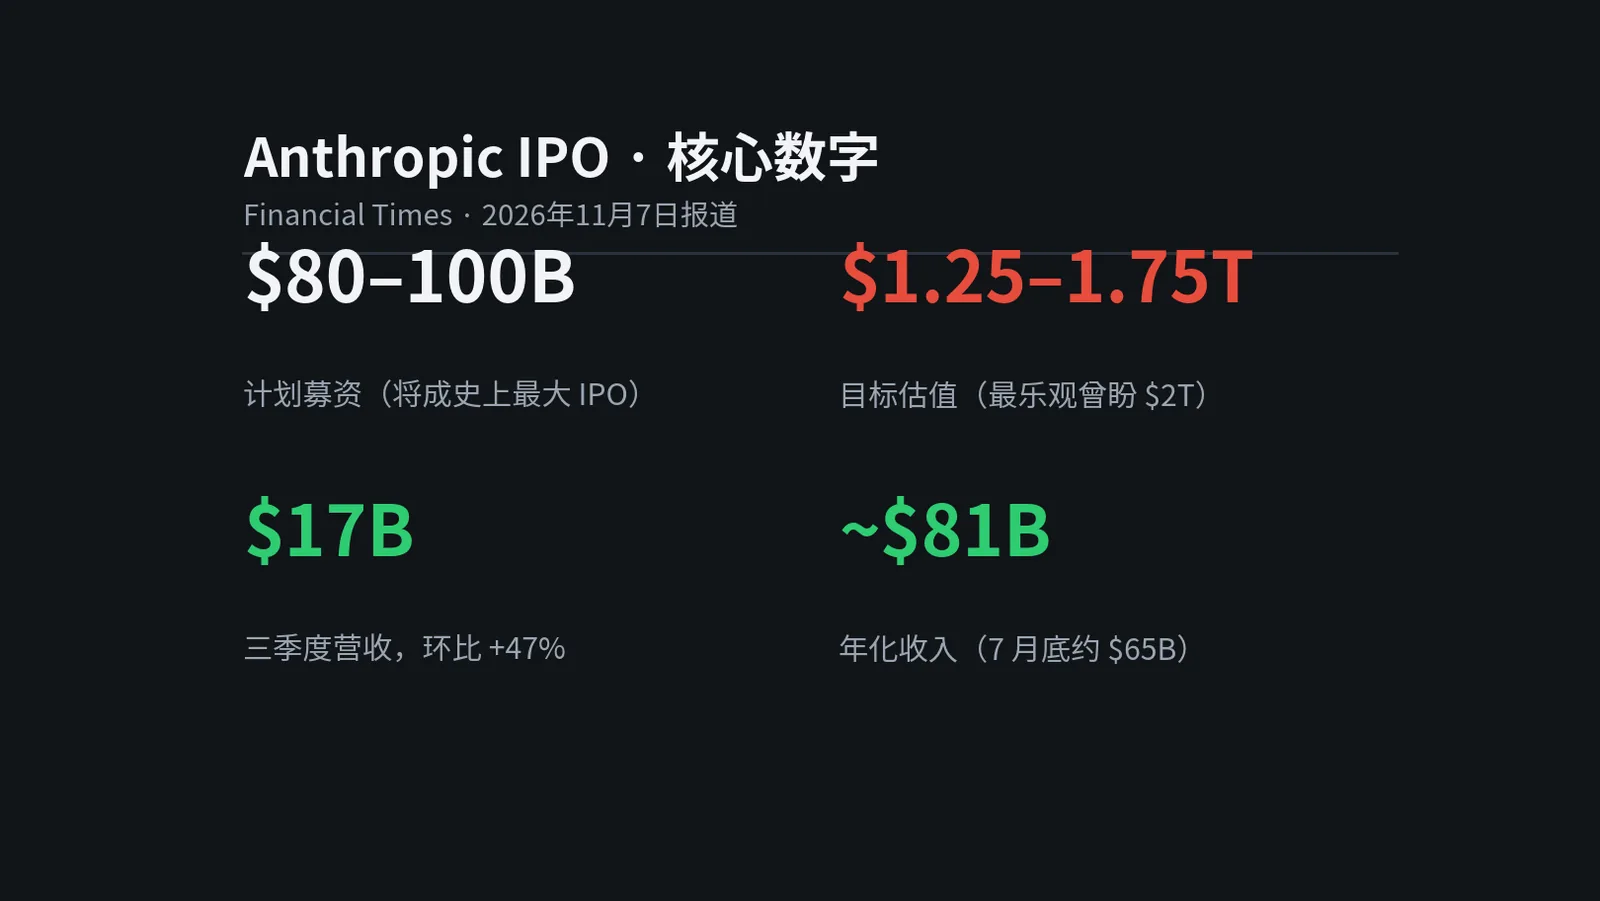 Anthropic IPO · 核心数字
Financial Times · 2026年11月7日报道
$80–100B
$1.25–1.75T
计划募资（将成史上最大 IPO）
目标估值（最乐观曾盼 $2T）
$17B
~$81B
三季度营收，环比 +47%
年化收入（7 月底约 $65B）